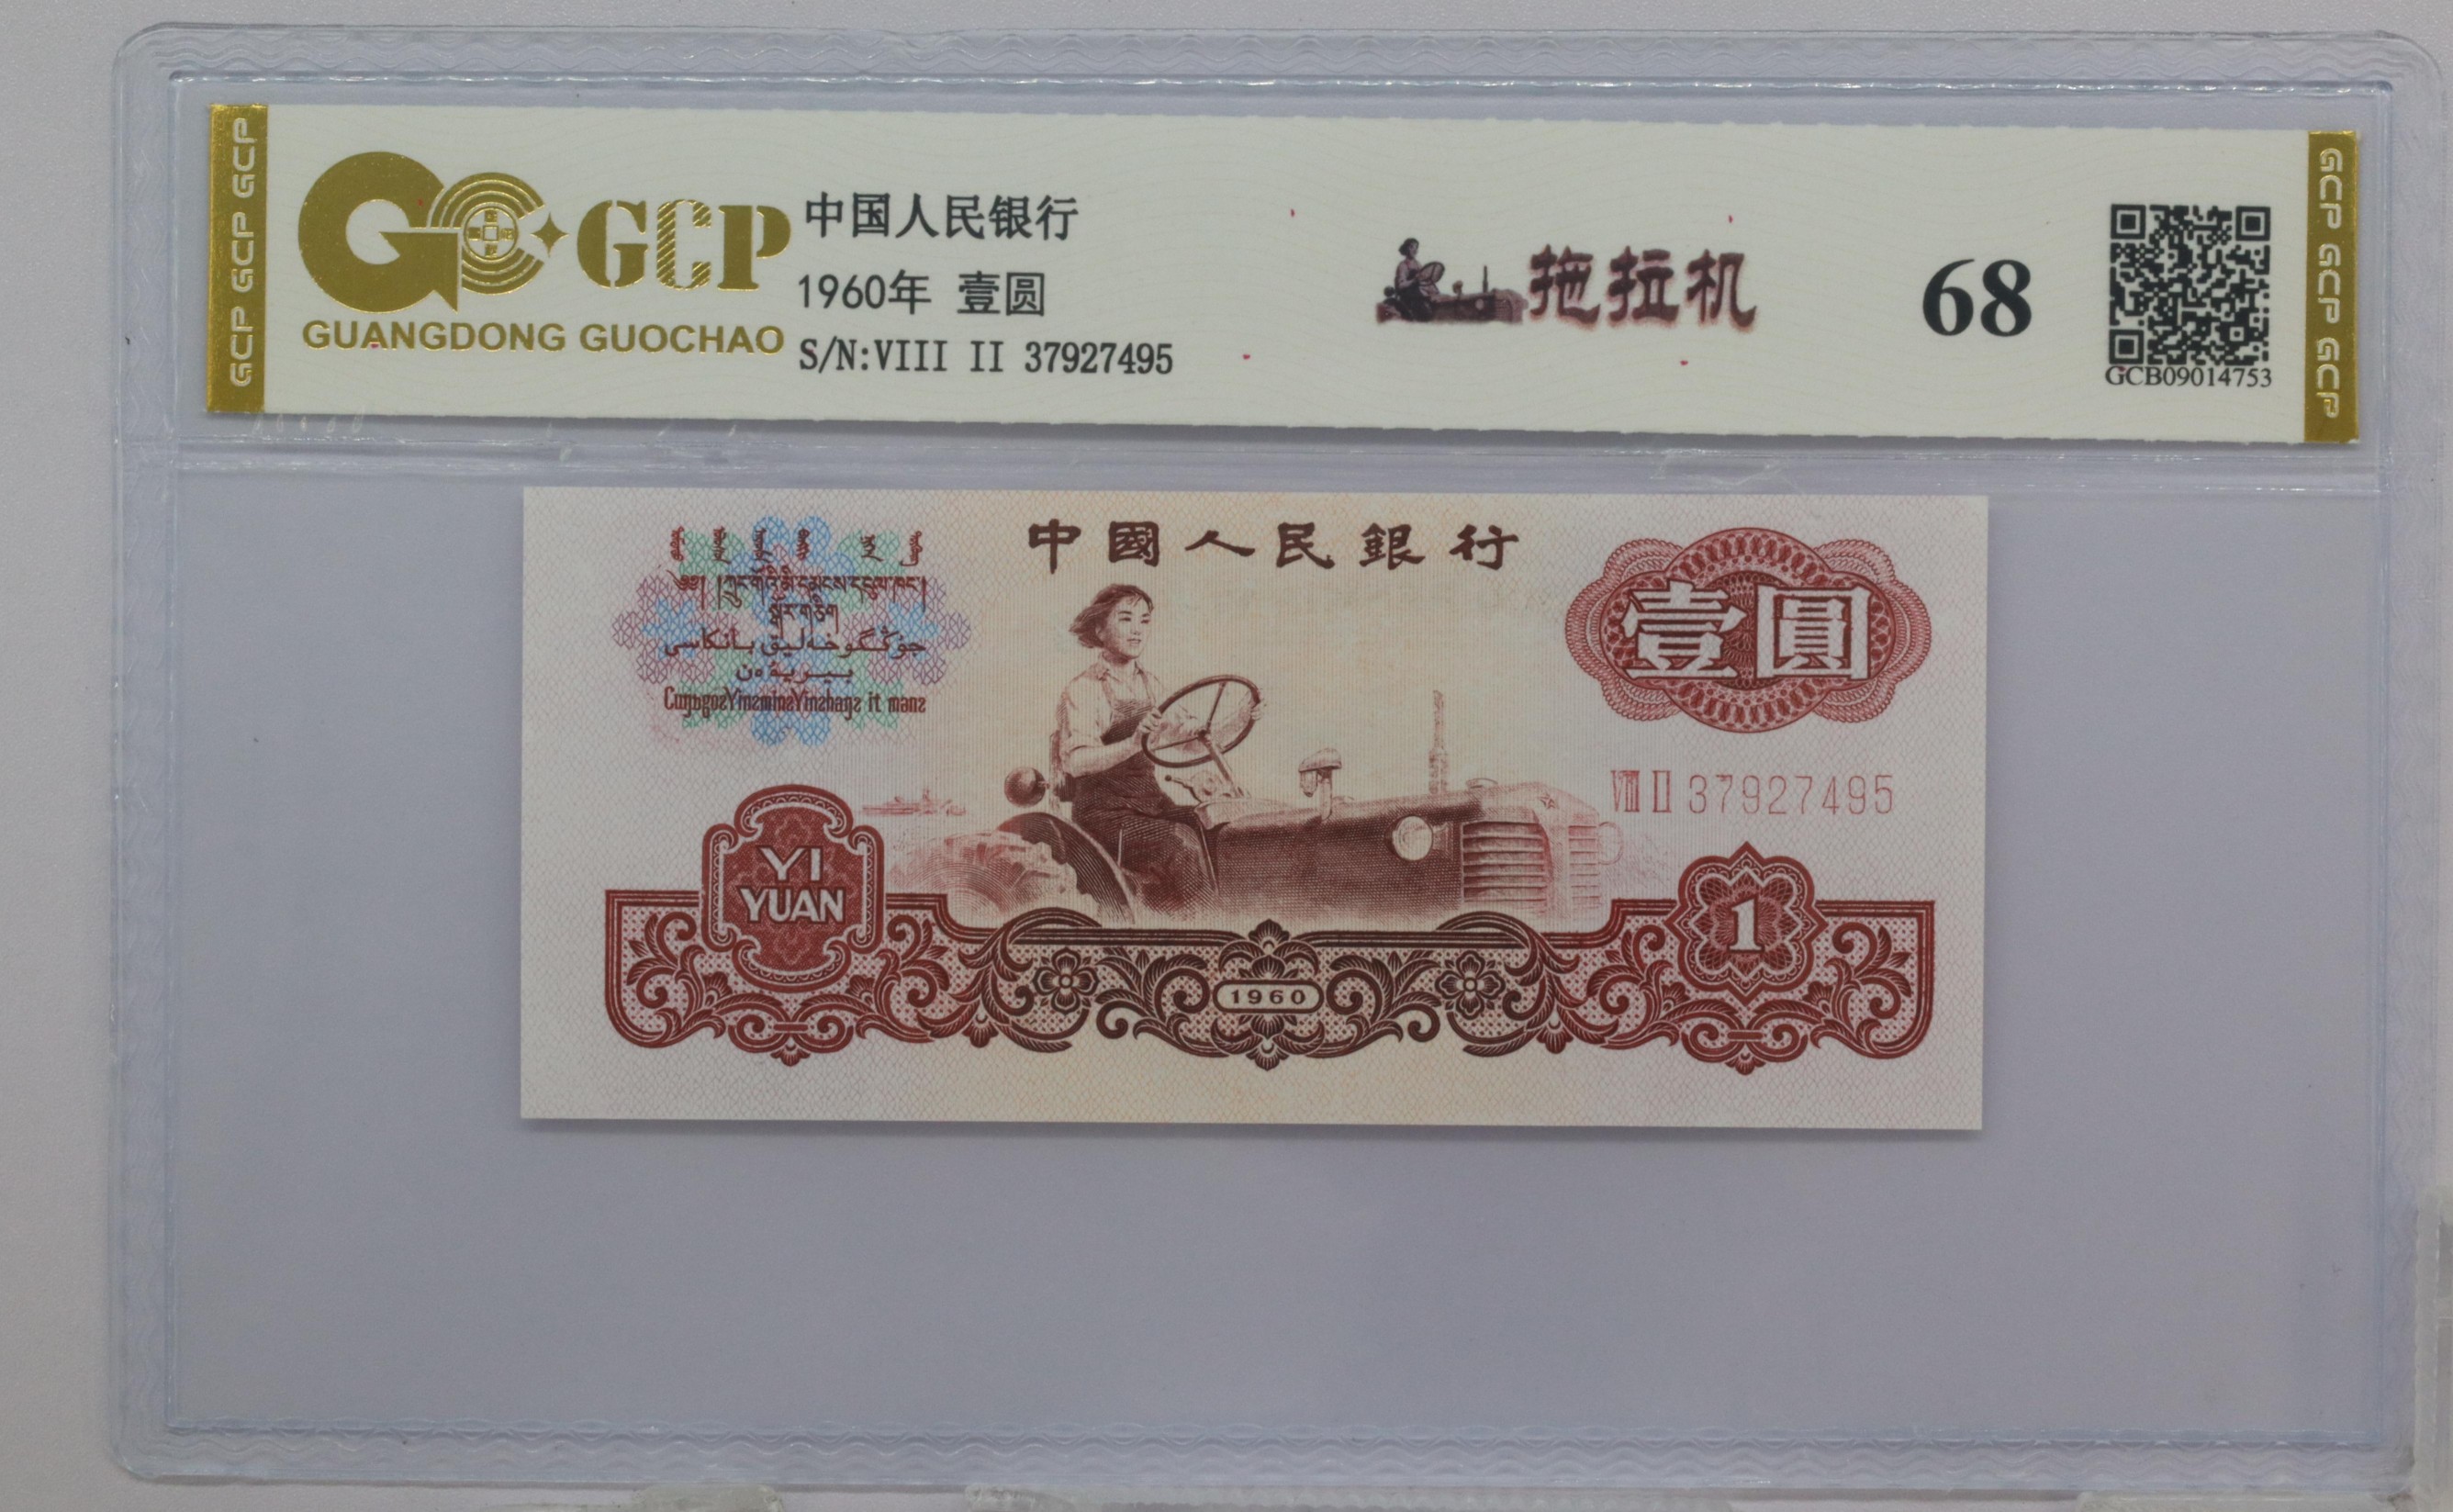 GCP GCP GCP
GCP
GUANGDONG GUOCHAO
中国人民银行
1960年 壹圆
S/N:VIII II 37927495
拖拉机
68
GCB09014753
GCP GCP GCP
中國人民銀行
壹圓
VIII II 37927495
YI
YUAN
1960
1